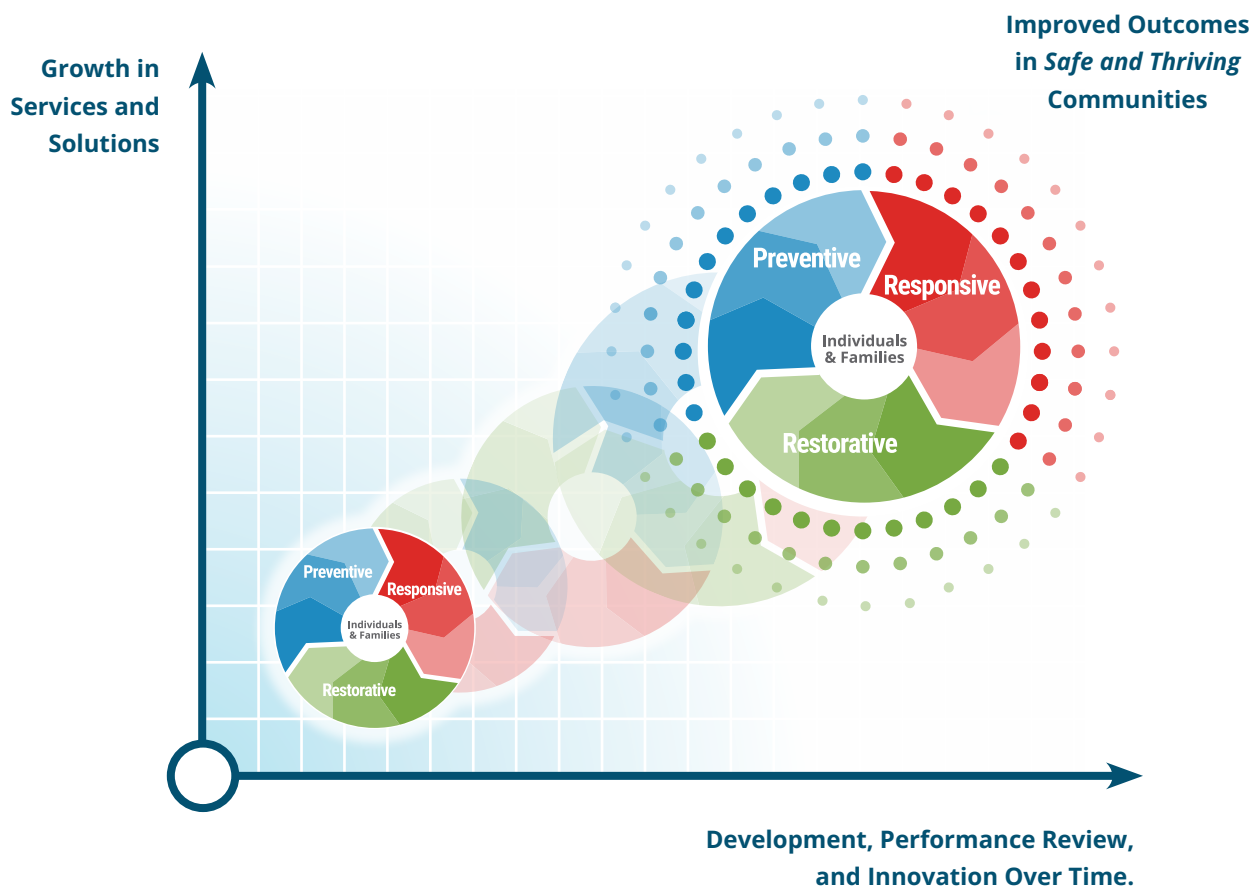 Improved Outcomes
in Safe and Thriving
Communities
Growth in
Services and
Solutions
Preventive
Responsive
Individuals
& Families
Restorative
Preventive
Responsive
Individuals
& Families
Restorative
Development, Performance Review,
and Innovation Over Time.